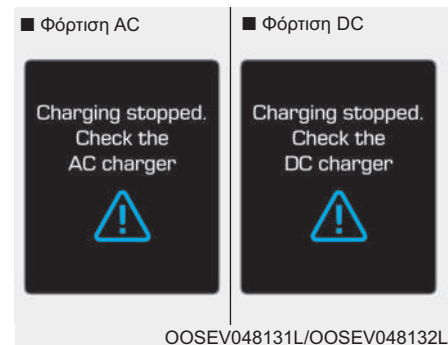 ■ Φόρτιση AC
Charging stopped.
Check the
AC charger
■ Φόρτιση DC
Charging stopped.
Check the
DC charger
OOSEV048131L/OOSEV048132L